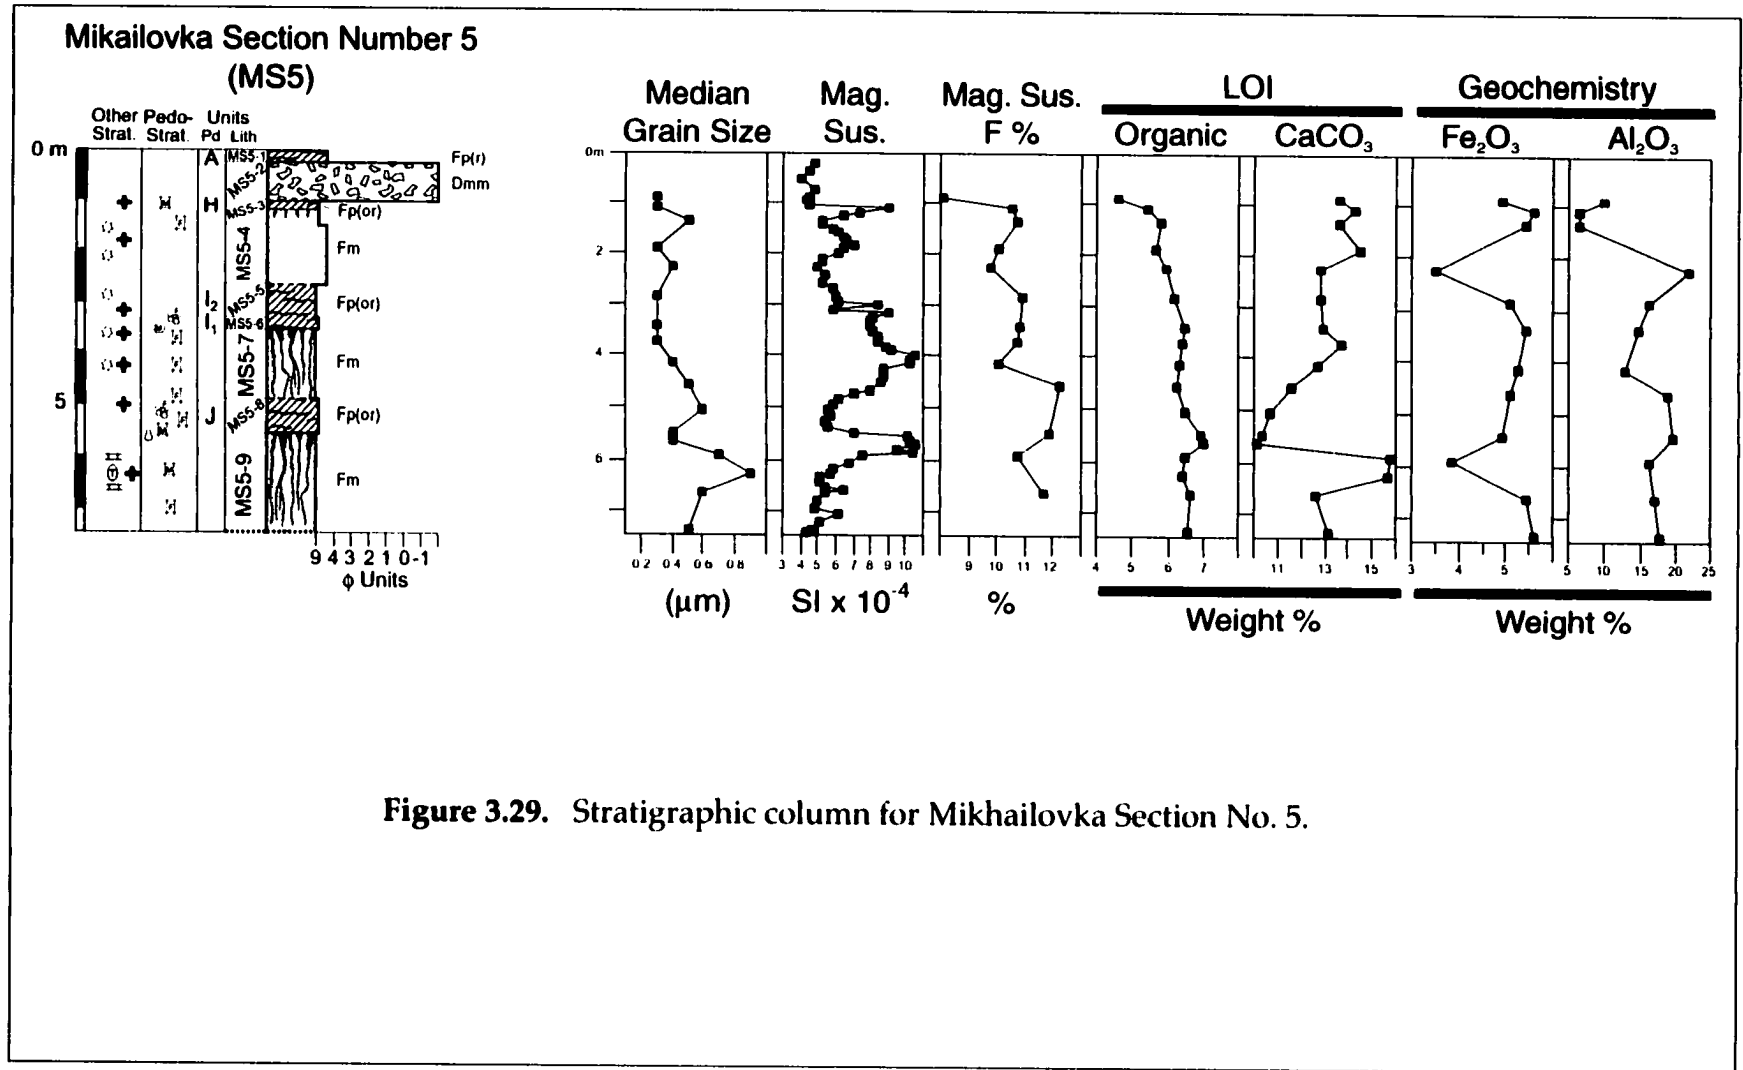 Mikailovka Section Number 5
(MS5)
Other Pedo- Units
Strat. Strat. Pd Lith
0 m
5
A
H
I2
I1
J
MS5-1
MS5-2
MS5-3
MS5-4
MS5-5
MS5-6
MS5-7
MS5-8
MS5-9
Fp(r)
Dmm
Fp(or)
Fm
Fp(or)
Fm
Fp(or)
Fm
T
9 4 3 2 1 0 -1
ϕ Units
Median
Grain Size
0m
2
4
6
0.2 0.4 0.6 0.8
(µm)
Mag.
Sus.
3 4 5 6 7 8 9 10
SI x 10⁻⁴
Mag. Sus.
F %
9 10 11 12
%
LOI
Organic
4 5 6 7
CaCO₃
11 13 15
Weight %
Geochemistry
Fe₂O₃
3 4 5
Al₂O₃
5 10 15 20 25
Weight %
Figure 3.29. Stratigraphic column for Mikhailovka Section No. 5.